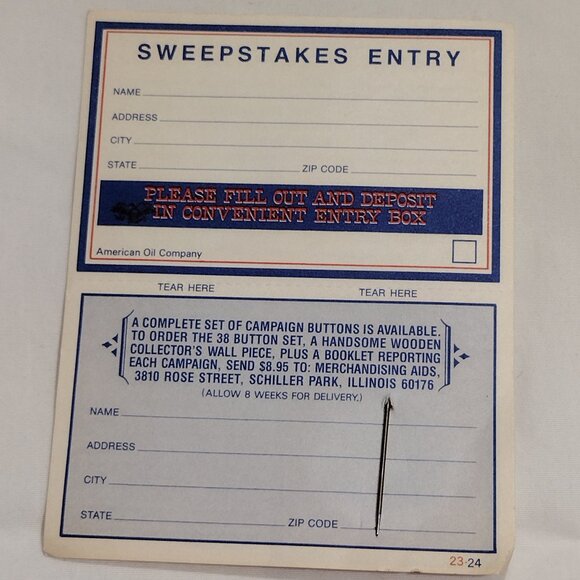 SWEEPSTAKES ENTRY
NAME
ADDRESS
CITY
STATE ZIP CODE
PLEASE FILL OUT AND DEPOSIT
IN CONVENIENT ENTRY BOX
American Oil Company
TEAR HERE TEAR HERE
A COMPLETE SET OF CAMPAIGN BUTTONS IS AVAILABLE.
TO ORDER THE 38 BUTTON SET, A HANDSOME WOODEN
COLLECTOR'S WALL PIECE, PLUS A BOOKLET REPORTING
EACH CAMPAIGN, SEND $8.95 TO: MERCHANDISING AIDS,
3810 ROSE STREET, SCHILLER PARK, ILLINOIS 60176
(ALLOW 8 WEEKS FOR DELIVERY.)
NAME
ADDRESS
CITY
STATE ZIP CODE
23-24